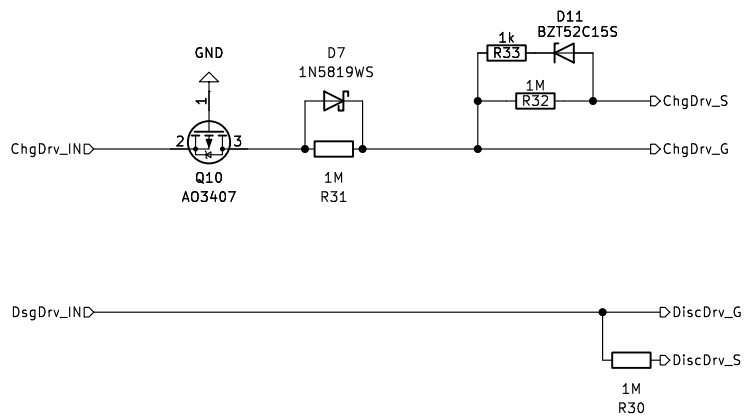 D11
BZT52C15S
1k
R33
GND
D7
1N5819WS
1M
R32
ChgDrv_S
1
ChgDrv_IN
2
3
ChgDrv_G
Q10
AO3407
1M
R31
DsgDrv_IN
DiscDrv_G
DiscDrv_S
1M
R30